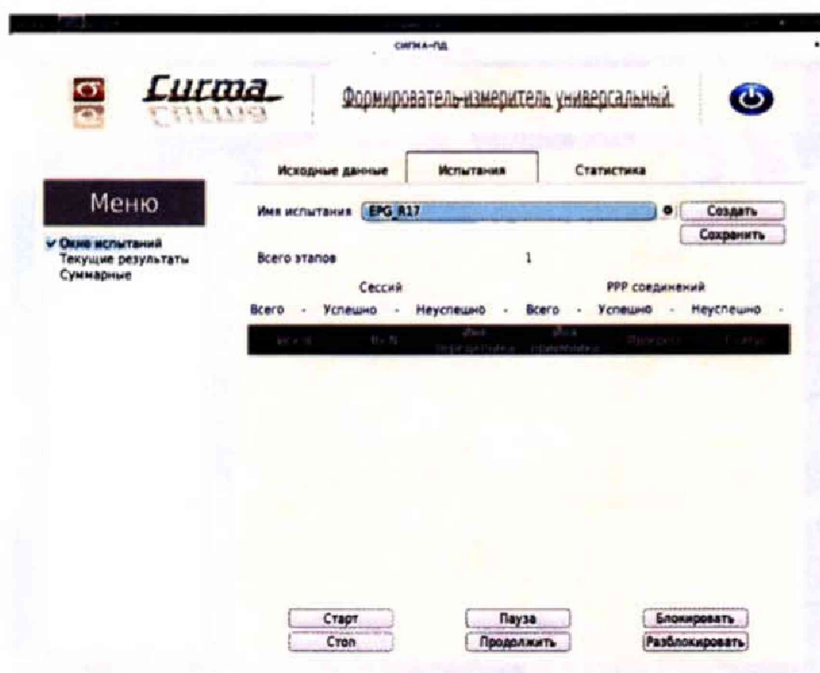 СИГМА-ПД
Сигма
Формирователь-измеритель универсальный
Исходные данные Испытания Статистика
Меню
Имя испытания EPG_R17 Создать
Сохранить
✓ Окно испытаний
Текущие результаты
Суммарные
Всего этапов 1
Сессий PPP соединений
Всего - Успешно - Неуспешно - Всего - Успешно - Неуспешно -
Старт Пауза Блокировать
Стоп Продолжить Разблокировать